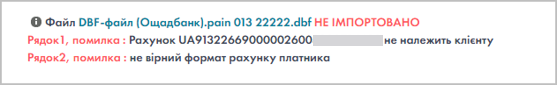 Файл DBF-файл (Ощадбанк).pain 013 22222.dbf НЕ ІМПОРТОВАНО
Рядок1, помилка : Рахунок UA91322669000002600 не належить клієнту
Рядок2, помилка : не вірний формат рахунку платника